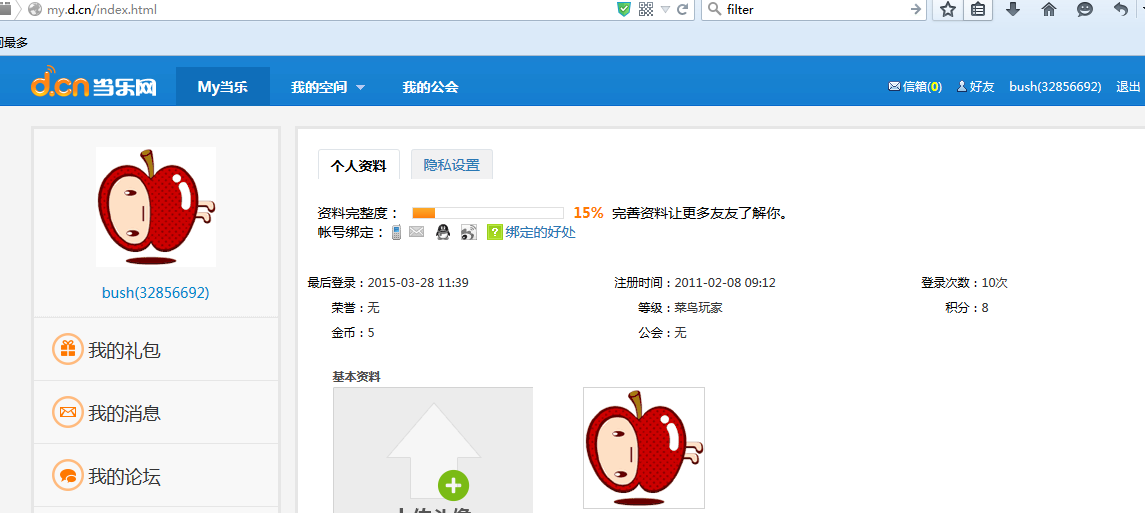 my.d.cn/index.html
filter
问最多
d.cn当乐网
My当乐
我的空间
我的公会
信箱(0)
好友
bush(32856692)
退出
bush(32856692)
我的礼包
我的消息
我的论坛
个人资料
隐私设置
资料完整度： 15% 完善资料让更多友友了解你。
帐号绑定： ? 绑定的好处
最后登录：2015-03-28 11:39 注册时间：2011-02-08 09:12 登录次数：10次
荣誉：无 等级：菜鸟玩家 积分：8
金币：5 公会：无
基本资料
上传头像